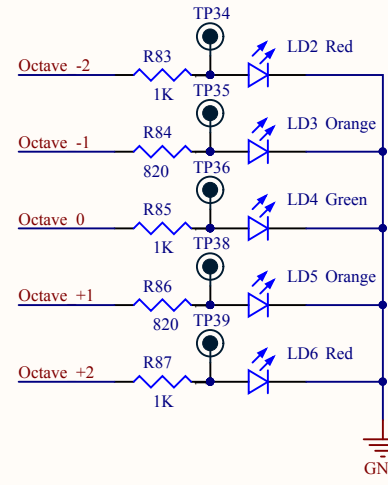 TP34
LD2 Red
R83
Octave -2
1K
TP35
LD3 Orange
R84
Octave -1
820
TP36
LD4 Green
R85
Octave 0
1K
TP38
LD5 Orange
R86
Octave +1
820
TP39
LD6 Red
R87
Octave +2
1K
GN